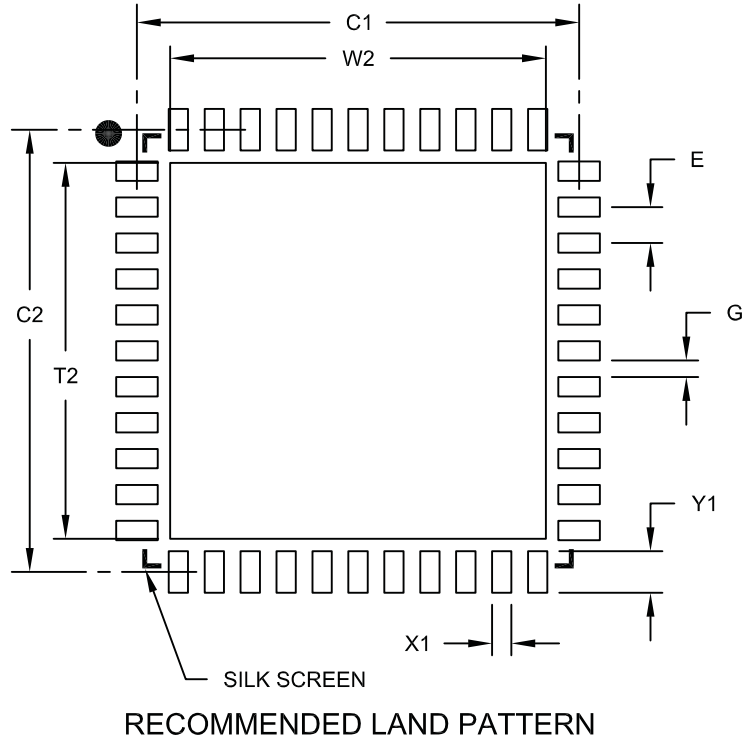 C1
W2
E
C2
G
T2
Y1
X1
SILK SCREEN
RECOMMENDED LAND PATTERN